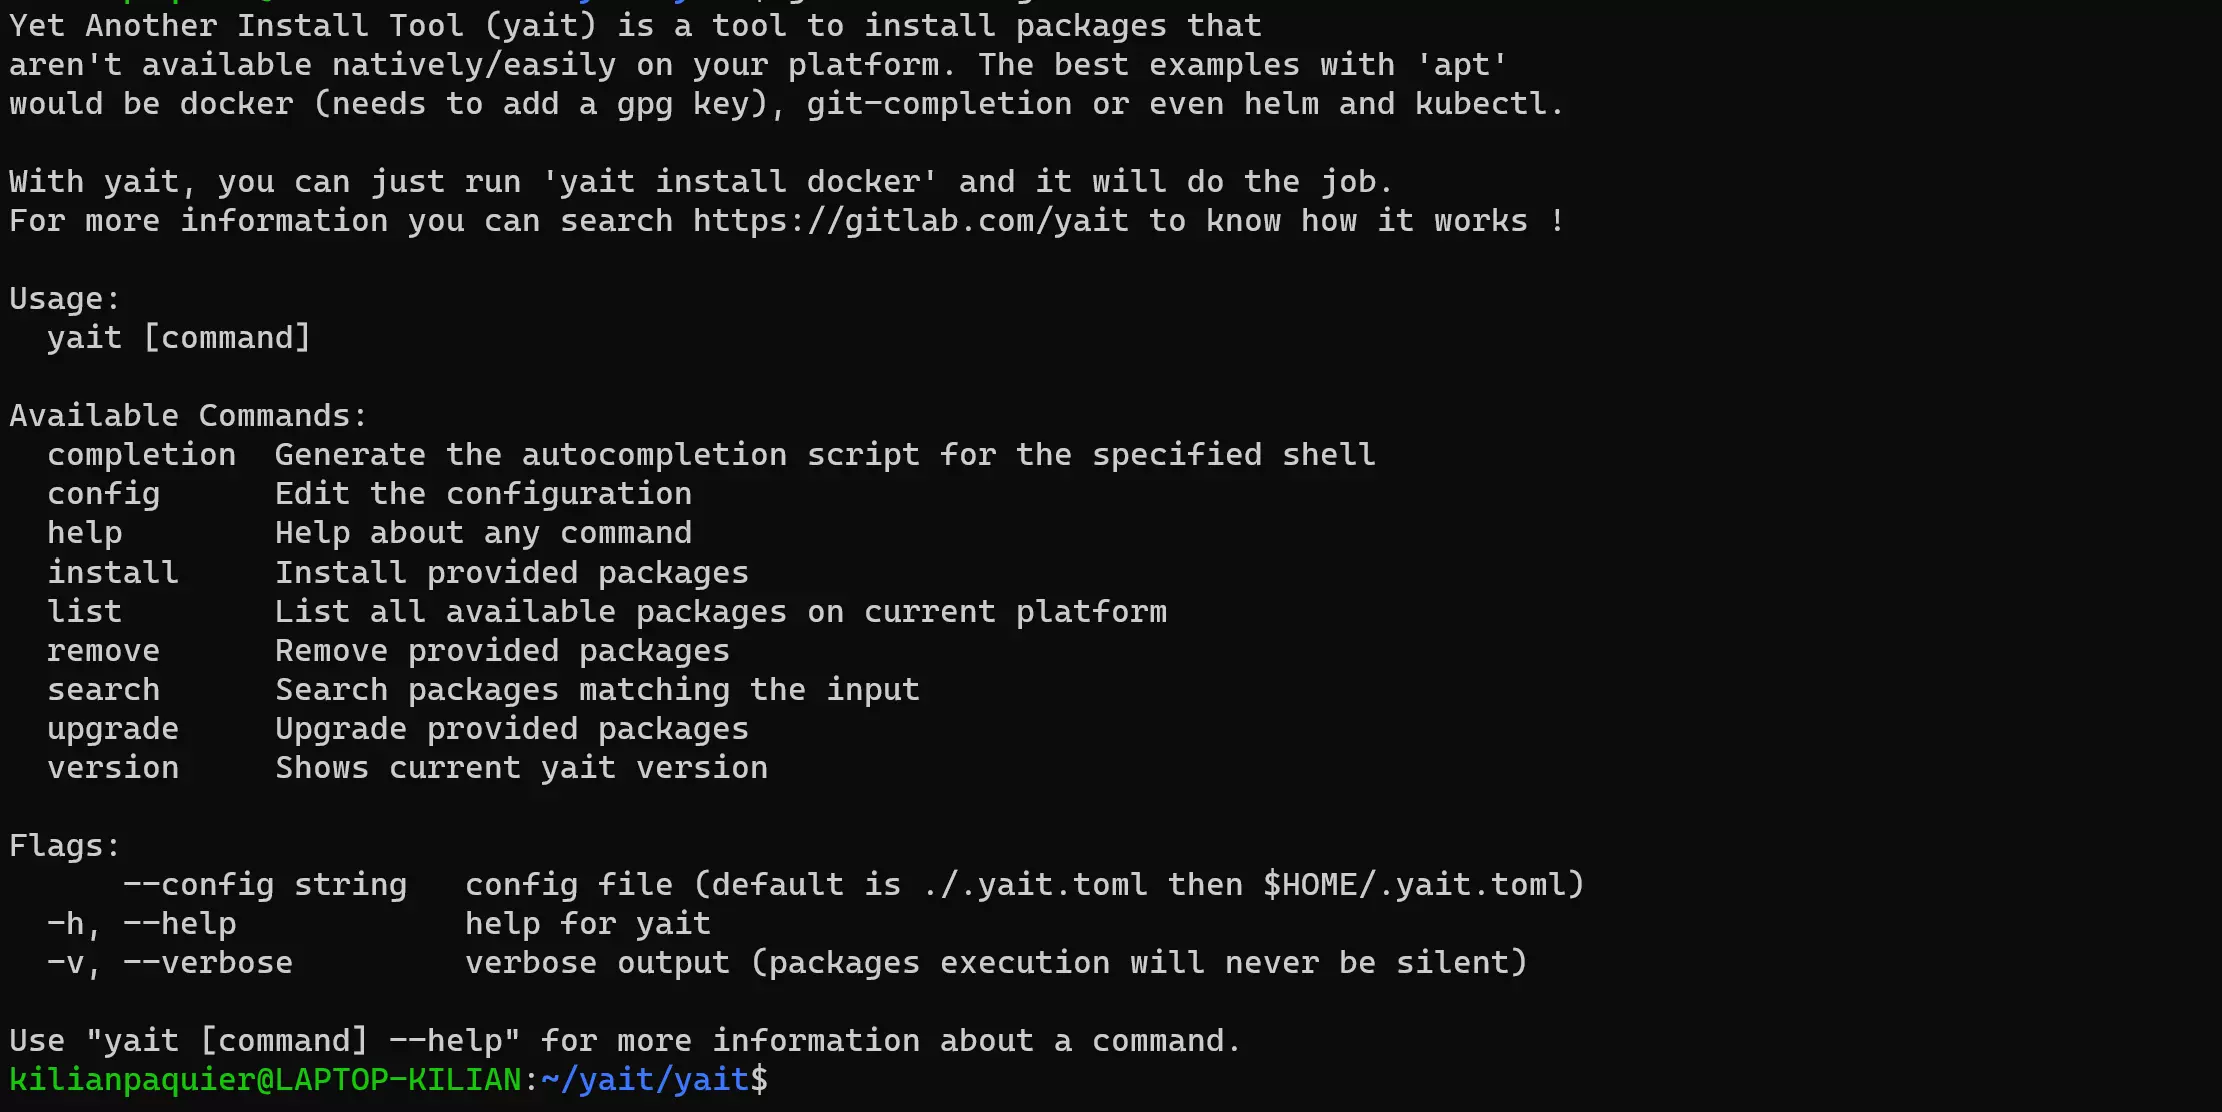 Yet Another Install Tool (yait) is a tool to install packages that
aren't available natively/easily on your platform. The best examples with 'apt'
would be docker (needs to add a gpg key), git-completion or even helm and kubectl.
With yait, you can just run 'yait install docker' and it will do the job.
For more information you can search https://gitlab.com/yait to know how it works !
Usage:
  yait [command]
Available Commands:
  completion  Generate the autocompletion script for the specified shell
  config      Edit the configuration
  help        Help about any command
  install     Install provided packages
  list        List all available packages on current platform
  remove      Remove provided packages
  search      Search packages matching the input
  upgrade     Upgrade provided packages
  version     Shows current yait version
Flags:
      --config string   config file (default is ./.yait.toml then $HOME/.yait.toml)
  -h, --help            help for yait
  -v, --verbose         verbose output (packages execution will never be silent)
Use "yait [command] --help" for more information about a command.
kilianpaquier@LAPTOP-KILIAN:~/yait/yait$